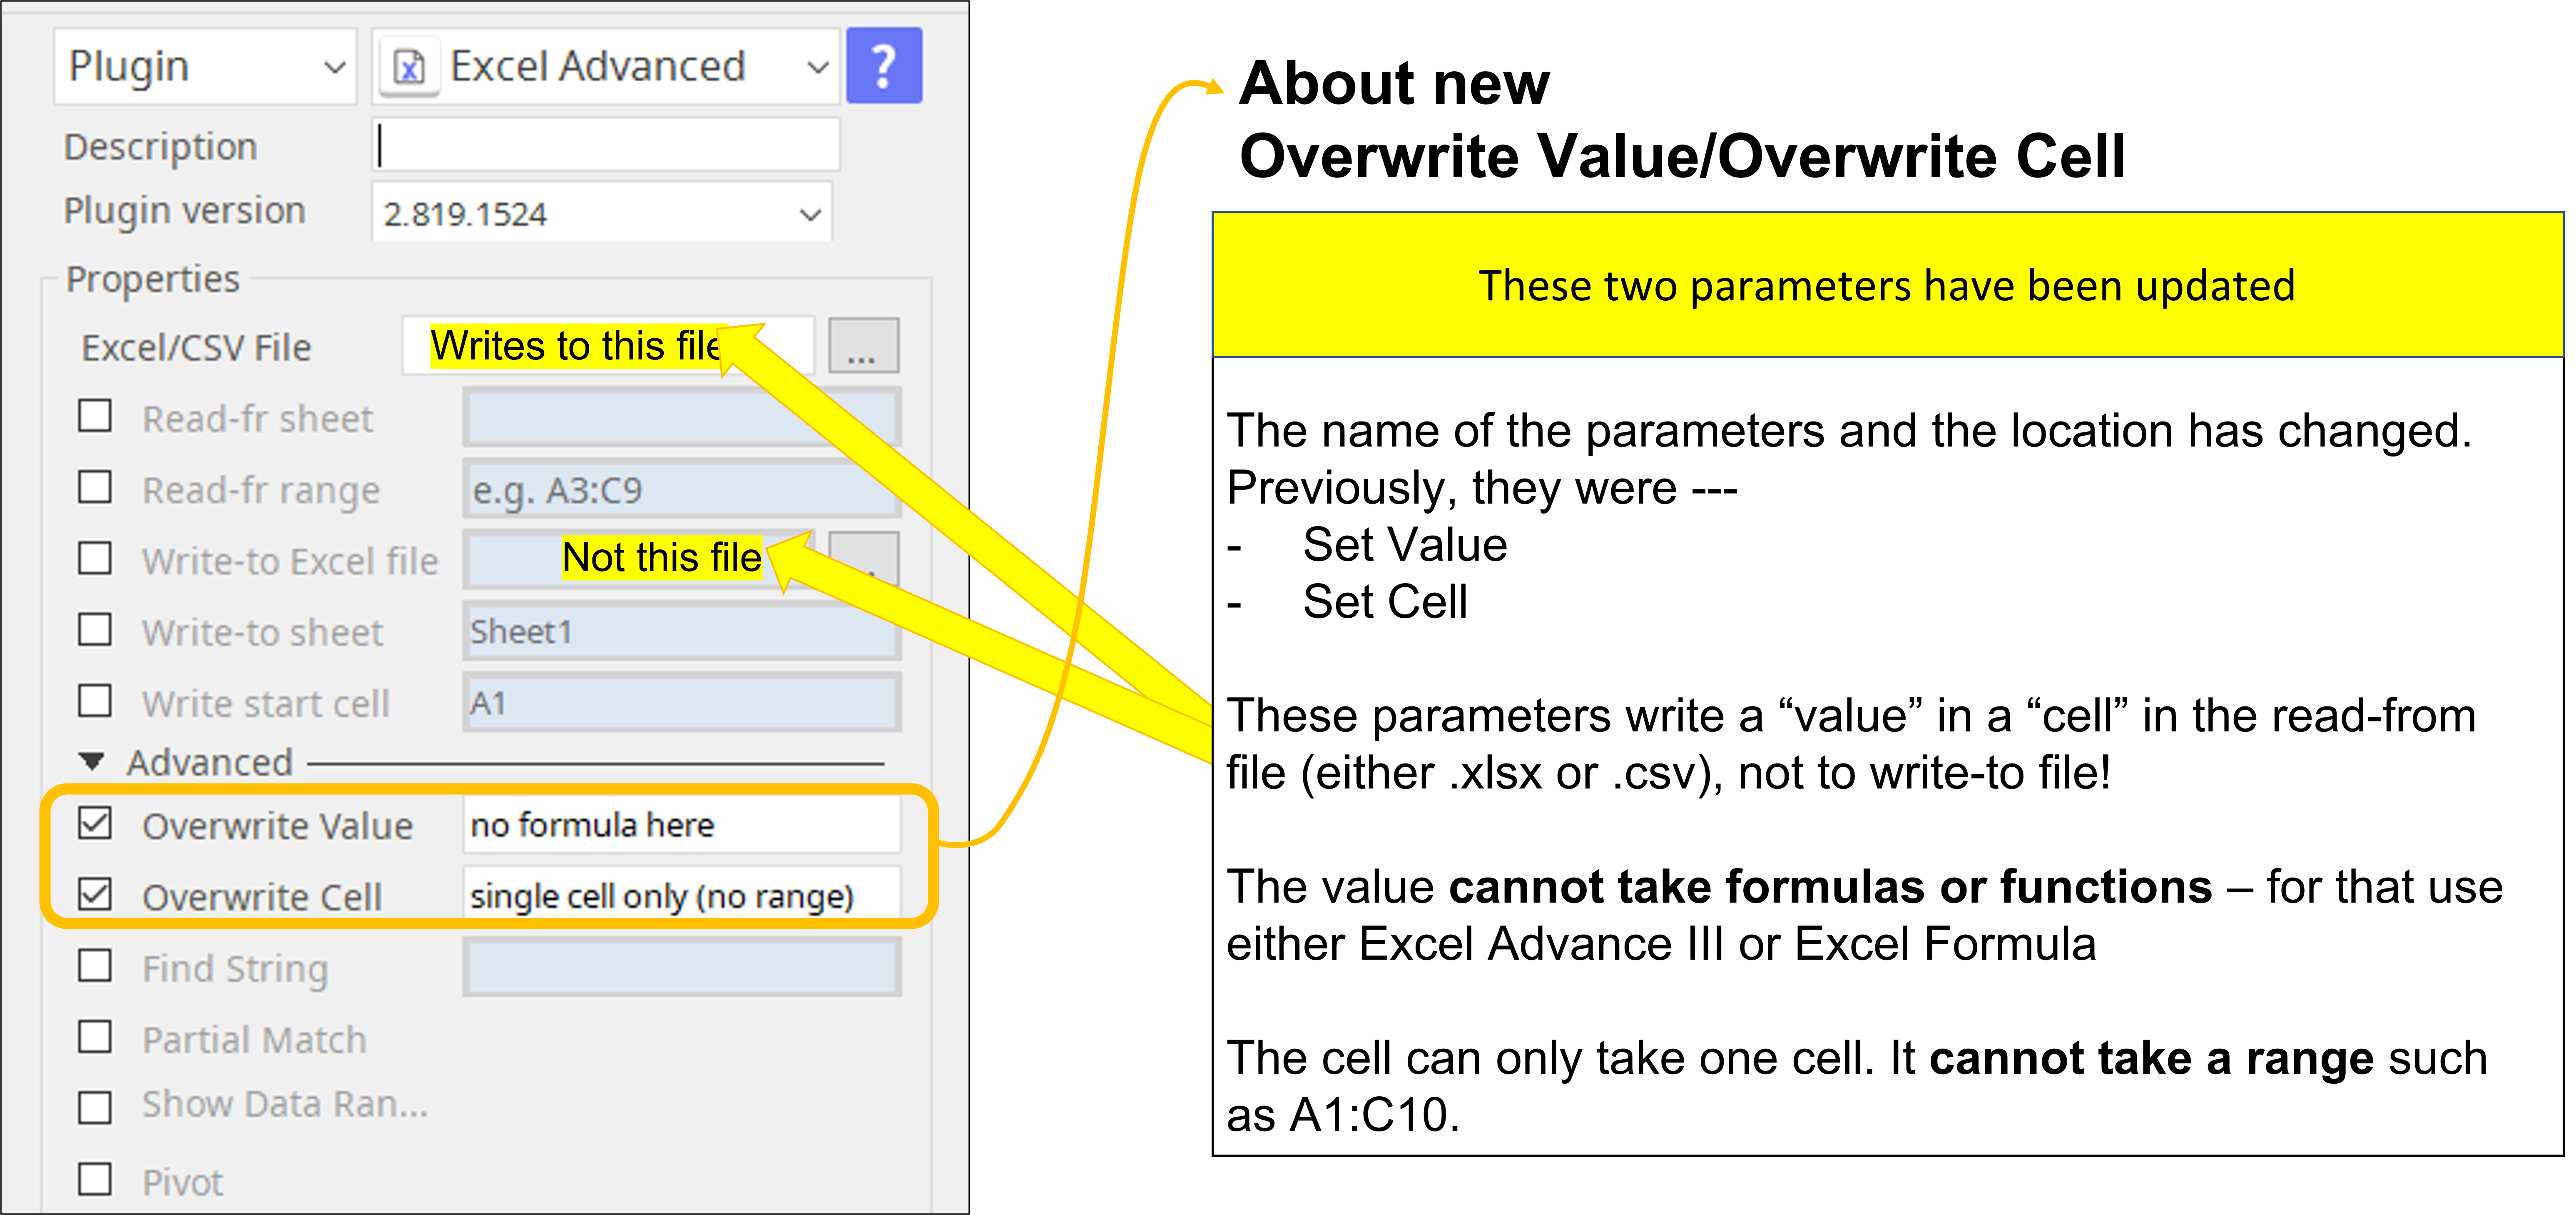 Plugin
Excel Advanced
?
Description
Plugin version
2.819.1524
Properties
Excel/CSV File
Writes to this file
...
Read-fr sheet
Read-fr range
e.g. A3:C9
Write-to Excel file
Not this file
Write-to sheet
Sheet1
Write start cell
A1
Advanced
Overwrite Value
no formula here
Overwrite Cell
single cell only (no range)
Find String
Partial Match
Show Data Ran...
Pivot
About new
Overwrite Value/Overwrite Cell
These two parameters have been updated
The name of the parameters and the location has changed.
Previously, they were ---
- Set Value
- Set Cell
These parameters write a “value” in a “cell” in the read-from
file (either .xlsx or .csv), not to write-to file!
The value cannot take formulas or functions – for that use
either Excel Advance III or Excel Formula
The cell can only take one cell. It cannot take a range such
as A1:C10.